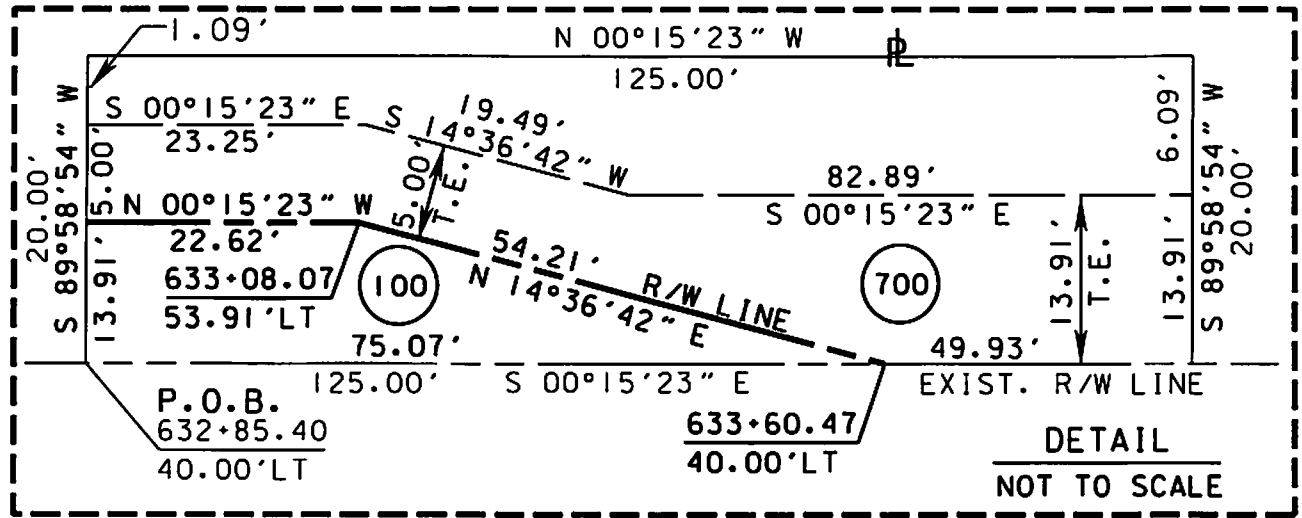 1.09'
N 00°15'23" W
PL
125.00'
S 00°15'23" E
23.25'
19.49'
S 14°36'42" W
5.00'
T.E.
82.89'
S 00°15'23" E
6.09'
S 89°58'54" W
20.00'
13.91'
13.91'
T.E.
20.00'
S 89°58'54" W
5.00'
13.91'
N 00°15'23" W
22.62'
633+08.07
53.91'LT
100
54.21'
N 14°36'42" E
R/W LINE
700
75.07'
49.93'
125.00'
S 00°15'23" E
EXIST. R/W LINE
P.O.B.
632+85.40
40.00'LT
633+60.47
40.00'LT
DETAIL
NOT TO SCALE